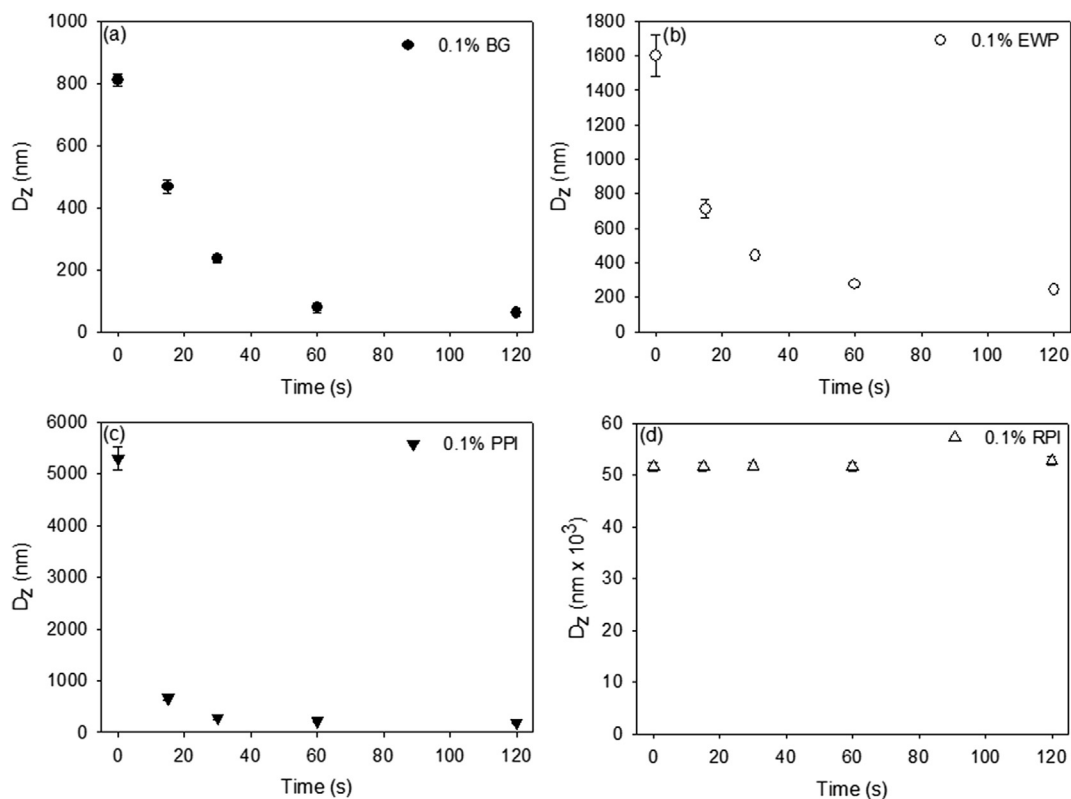 (a)
0.1% BG
1000
800
600
400
200
0
D_Z (nm)
0 20 40 60 80 100 120
Time (s)
(b)
0.1% EWP
1800
1600
1400
1200
1000
800
600
400
200
0
D_Z (nm)
0 20 40 60 80 100 120
Time (s)
(c)
0.1% PPI
6000
5000
4000
3000
2000
1000
0
D_Z (nm)
0 20 40 60 80 100 120
Time (s)
(d)
0.1% RPI
60
50
40
30
20
10
0
D_Z (nm x 10³)
0 20 40 60 80 100 120
Time (s)